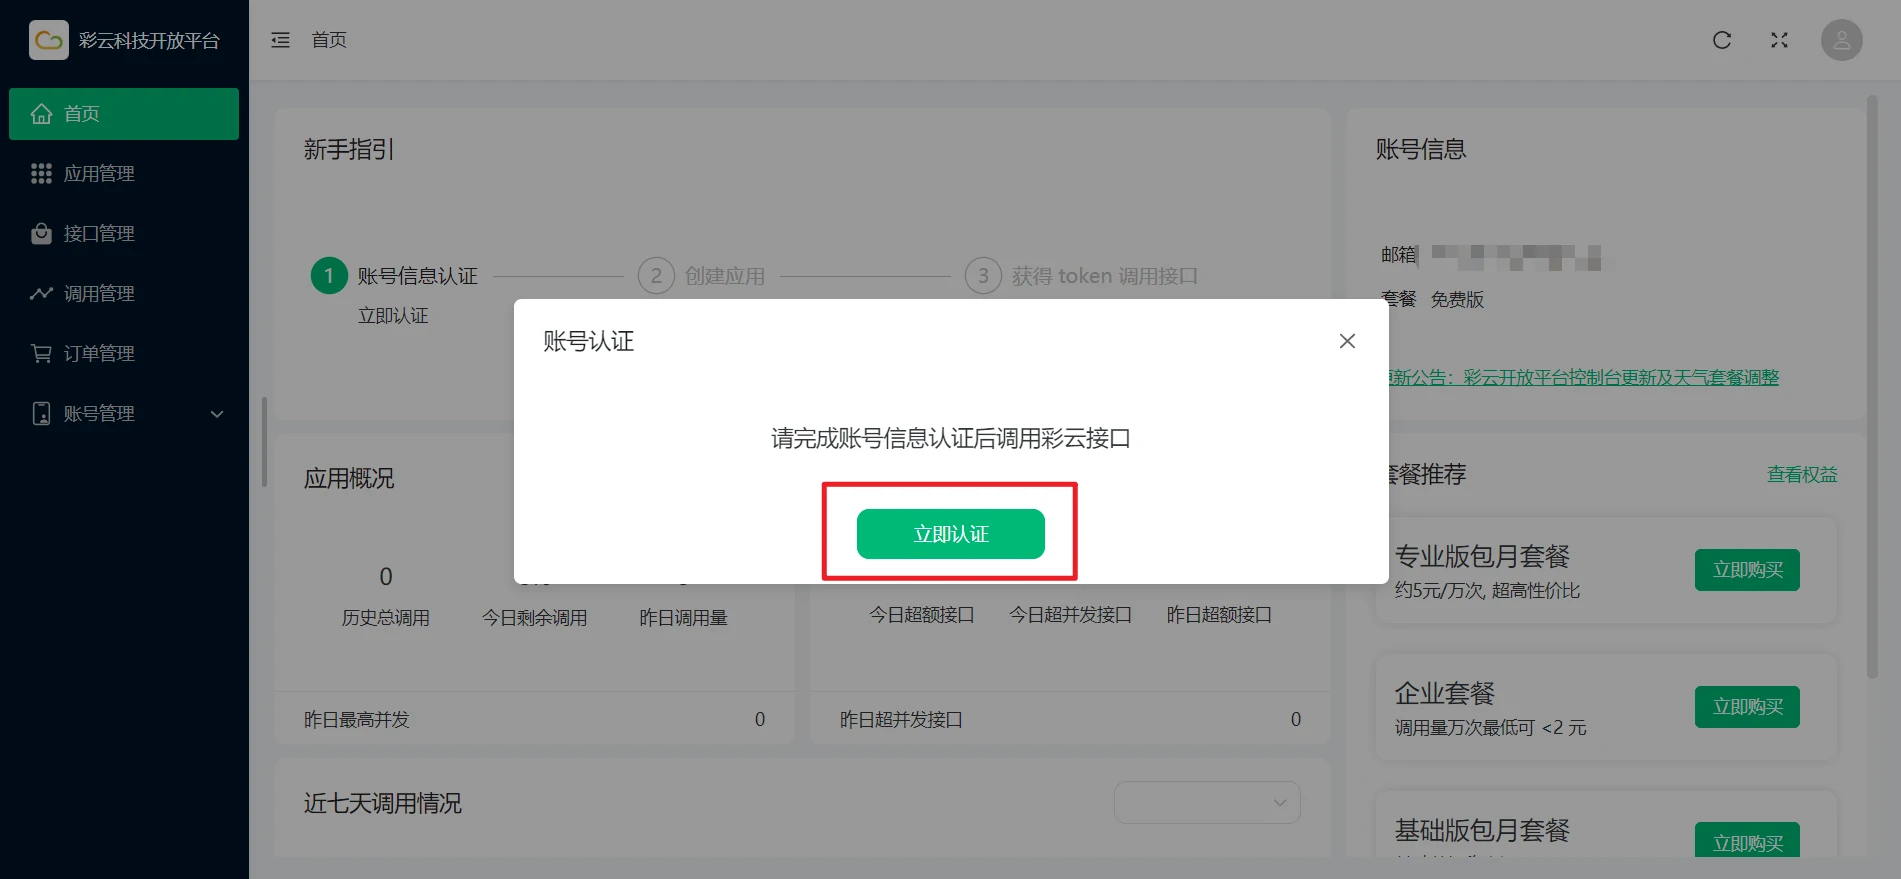 彩云科技开放平台
首页
首页
应用管理
接口管理
调用管理
订单管理
账号管理
新手指引
1 账号信息认证
立即认证
2 创建应用
3 获得 token 调用接口
账号信息
邮箱
套餐 免费版
新公告：彩云开放平台控制台更新及天气套餐调整
账号认证
请完成账号信息认证后调用彩云接口
立即认证
应用概况
0
历史总调用
今日剩余调用
昨日调用量
昨日最高并发 0
今日超额接口
今日超并发接口
昨日超额接口
昨日超并发接口 0
近七天调用情况
套餐推荐
查看权益
专业版包月套餐
约5元/万次, 超高性价比
立即购买
企业套餐
调用量万次最低可 <2 元
立即购买
基础版包月套餐
立即购买